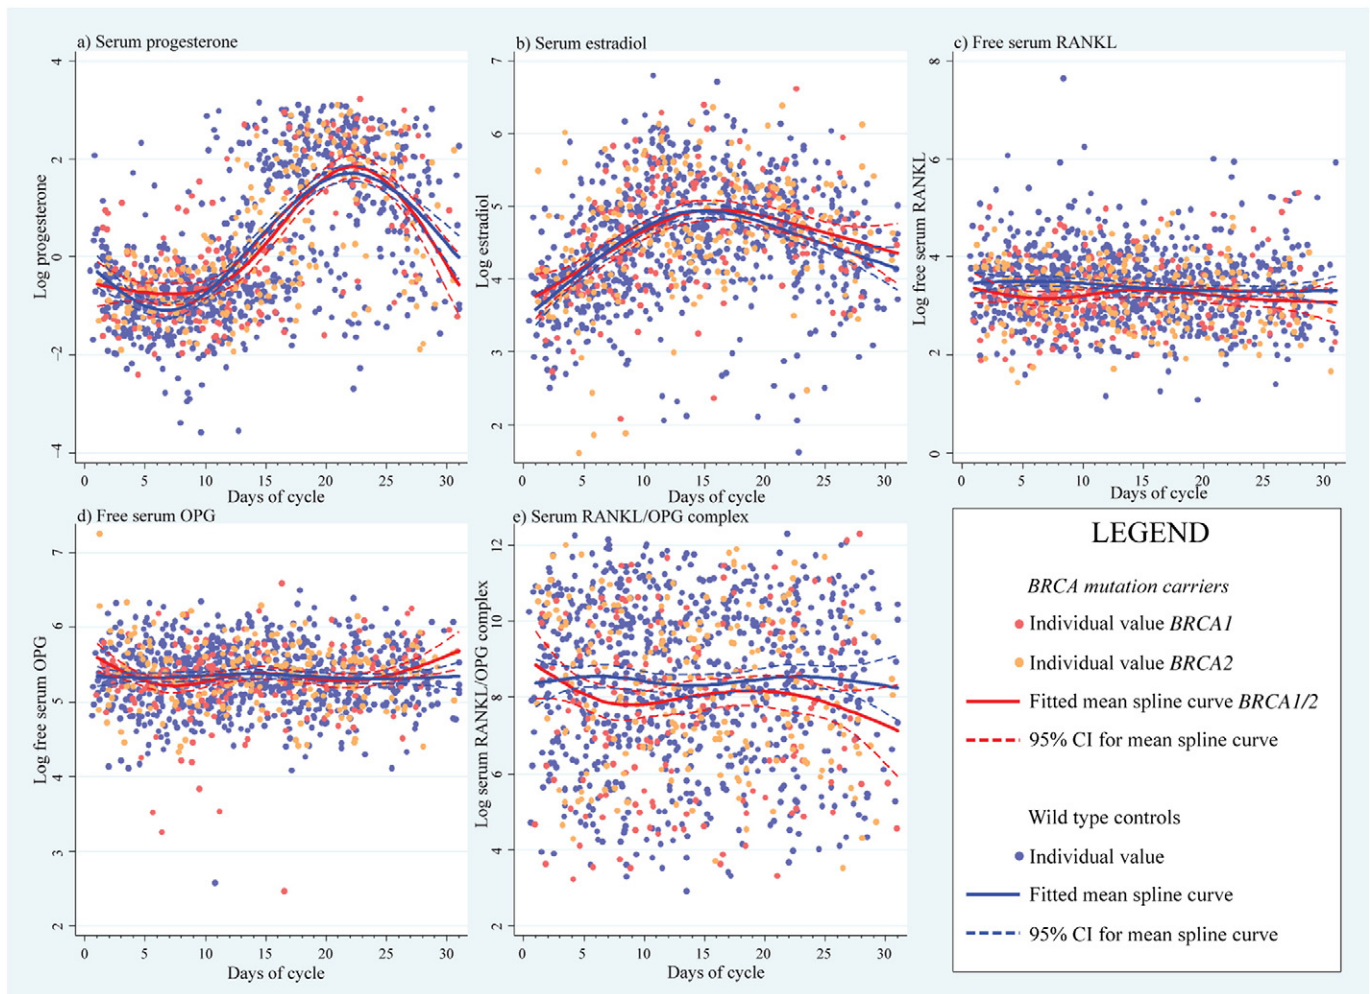 a) Serum progesterone
4
2
0
-2
-4
Log progesterone
0 5 10 15 20 25 30
Days of cycle
b) Serum estradiol
7
6
5
4
3
2
Log estradiol
0 5 10 15 20 25 30
Days of cycle
c) Free serum RANKL
8
6
4
2
0
Log free serum RANKL
0 5 10 15 20 25 30
Days of cycle
d) Free serum OPG
7
6
5
4
3
2
Log free serum OPG
0 5 10 15 20 25 30
Days of cycle
e) Serum RANKL/OPG complex
12
10
8
6
4
2
Log serum RANKL/OPG complex
0 5 10 15 20 25 30
Days of cycle
LEGEND
BRCA mutation carriers
Individual value BRCA1
Individual value BRCA2
Fitted mean spline curve BRCA1/2
95% CI for mean spline curve
Wild type controls
Individual value
Fitted mean spline curve
95% CI for mean spline curve